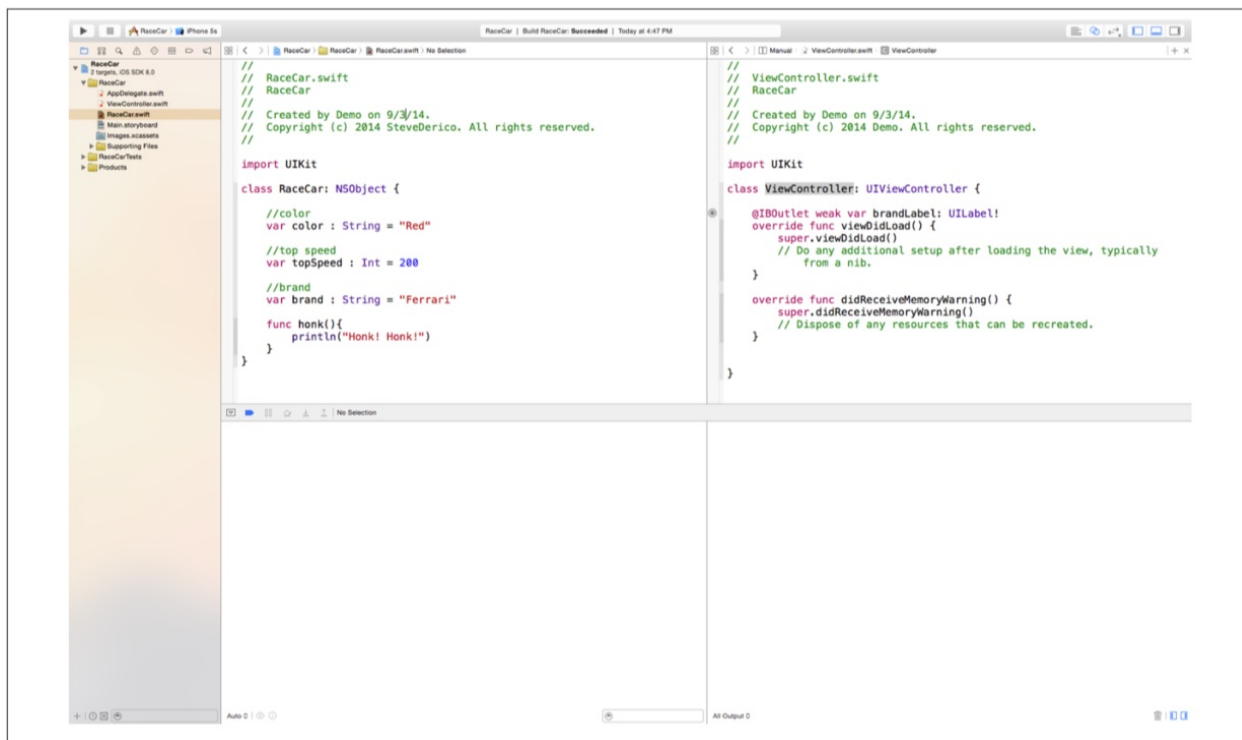 RaceCar
iPhone 5s
RaceCar | Build RaceCar: Succeeded | Today at 4:47 PM
RaceCar
2 targets, iOS SDK 8.0
RaceCar
AppDelegate.swift
ViewController.swift
RaceCar.swift
Main.storyboard
Images.xcassets
Supporting Files
RaceCarTests
Products
RaceCar
RaceCar
RaceCar.swift
No Selection
//
// RaceCar.swift
// RaceCar
//
// Created by Demo on 9/3/14.
// Copyright (c) 2014 SteveDerico. All rights reserved.
//
import UIKit
class RaceCar: NSObject {
//color
var color : String = "Red"
//top speed
var topSpeed : Int = 200
//brand
var brand : String = "Ferrari"
func honk(){
println("Honk! Honk!")
}
}
Manual
ViewController.swift
ViewController
//
// ViewController.swift
// RaceCar
//
// Created by Demo on 9/3/14.
// Copyright (c) 2014 Demo. All rights reserved.
//
import UIKit
class ViewController: UIViewController {
@IBOutlet weak var brandLabel: UILabel!
override func viewDidLoad() {
super.viewDidLoad()
// Do any additional setup after loading the view, typically
from a nib.
}
override func didReceiveMemoryWarning() {
super.didReceiveMemoryWarning()
// Dispose of any resources that can be recreated.
}
}
No Selection
Auto
All Output